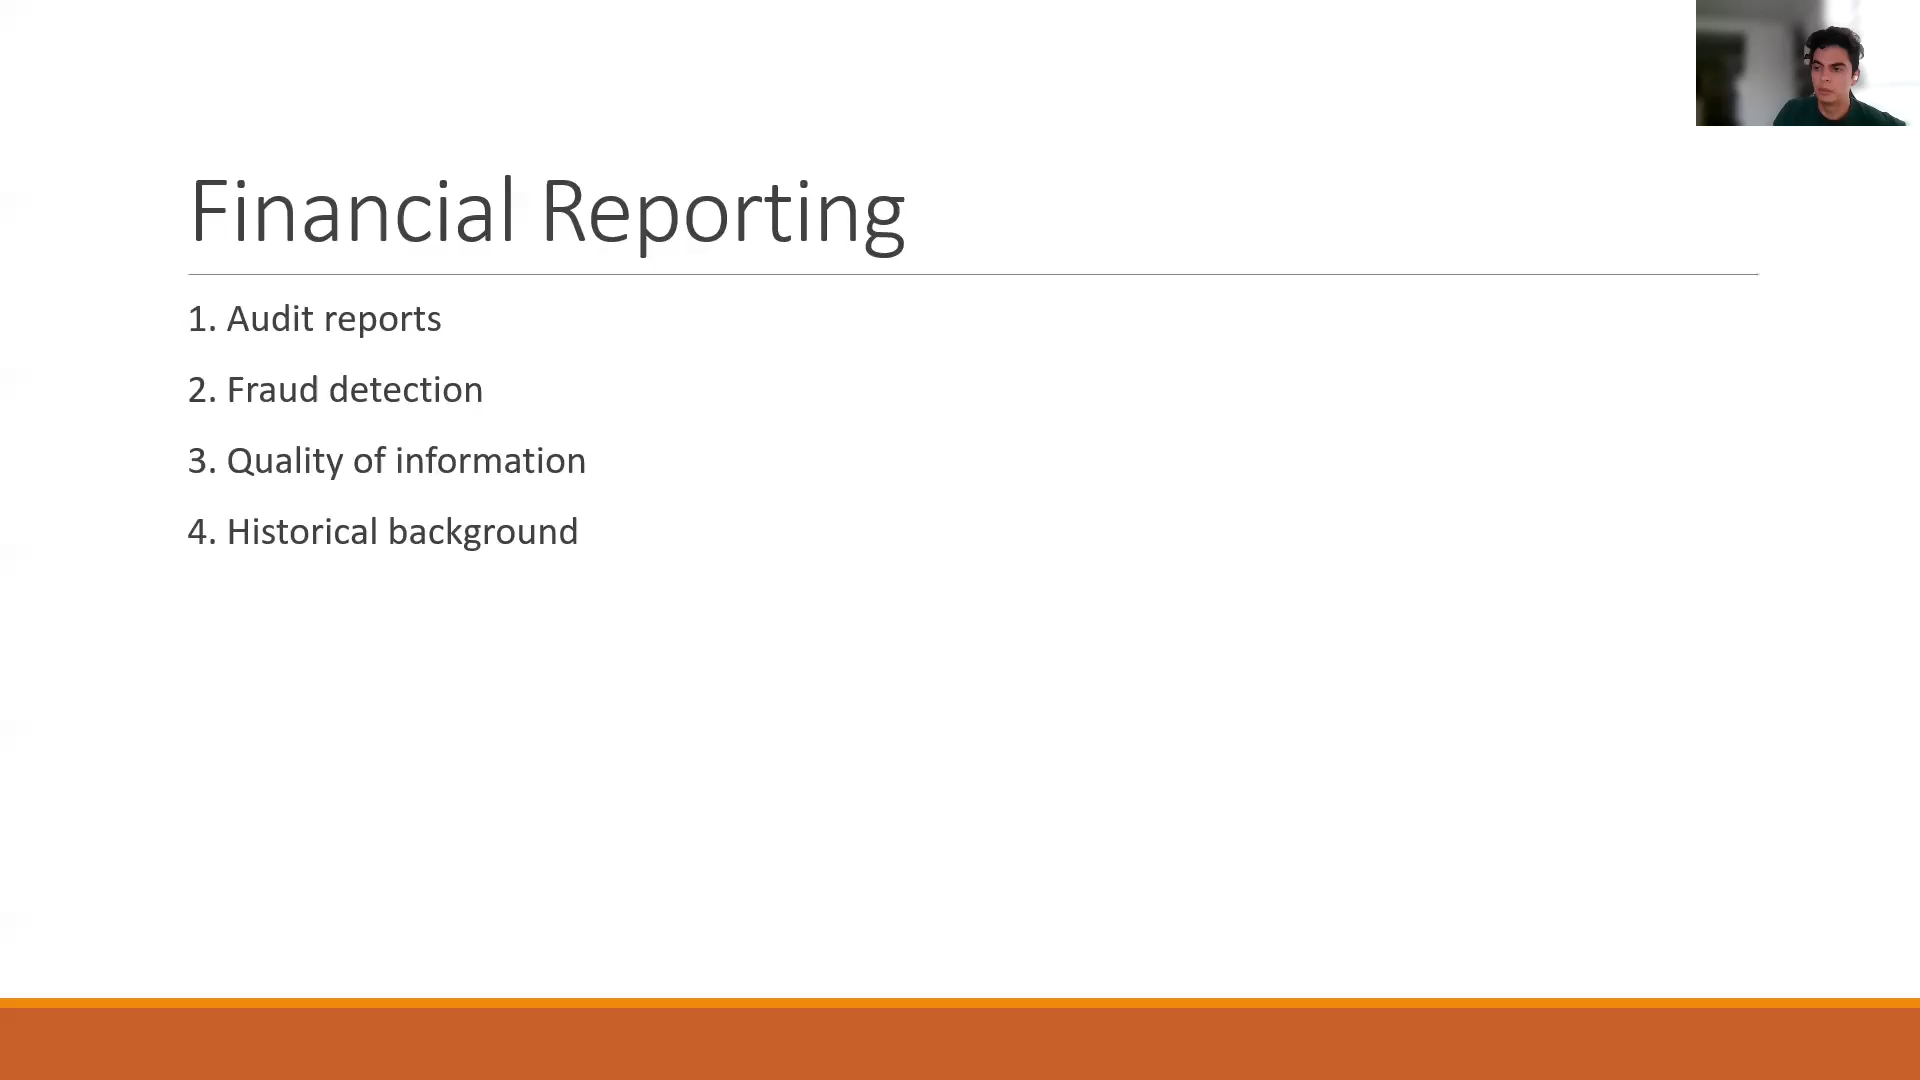 Financial Reporting
1. Audit reports
2. Fraud detection
3. Quality of information
4. Historical background